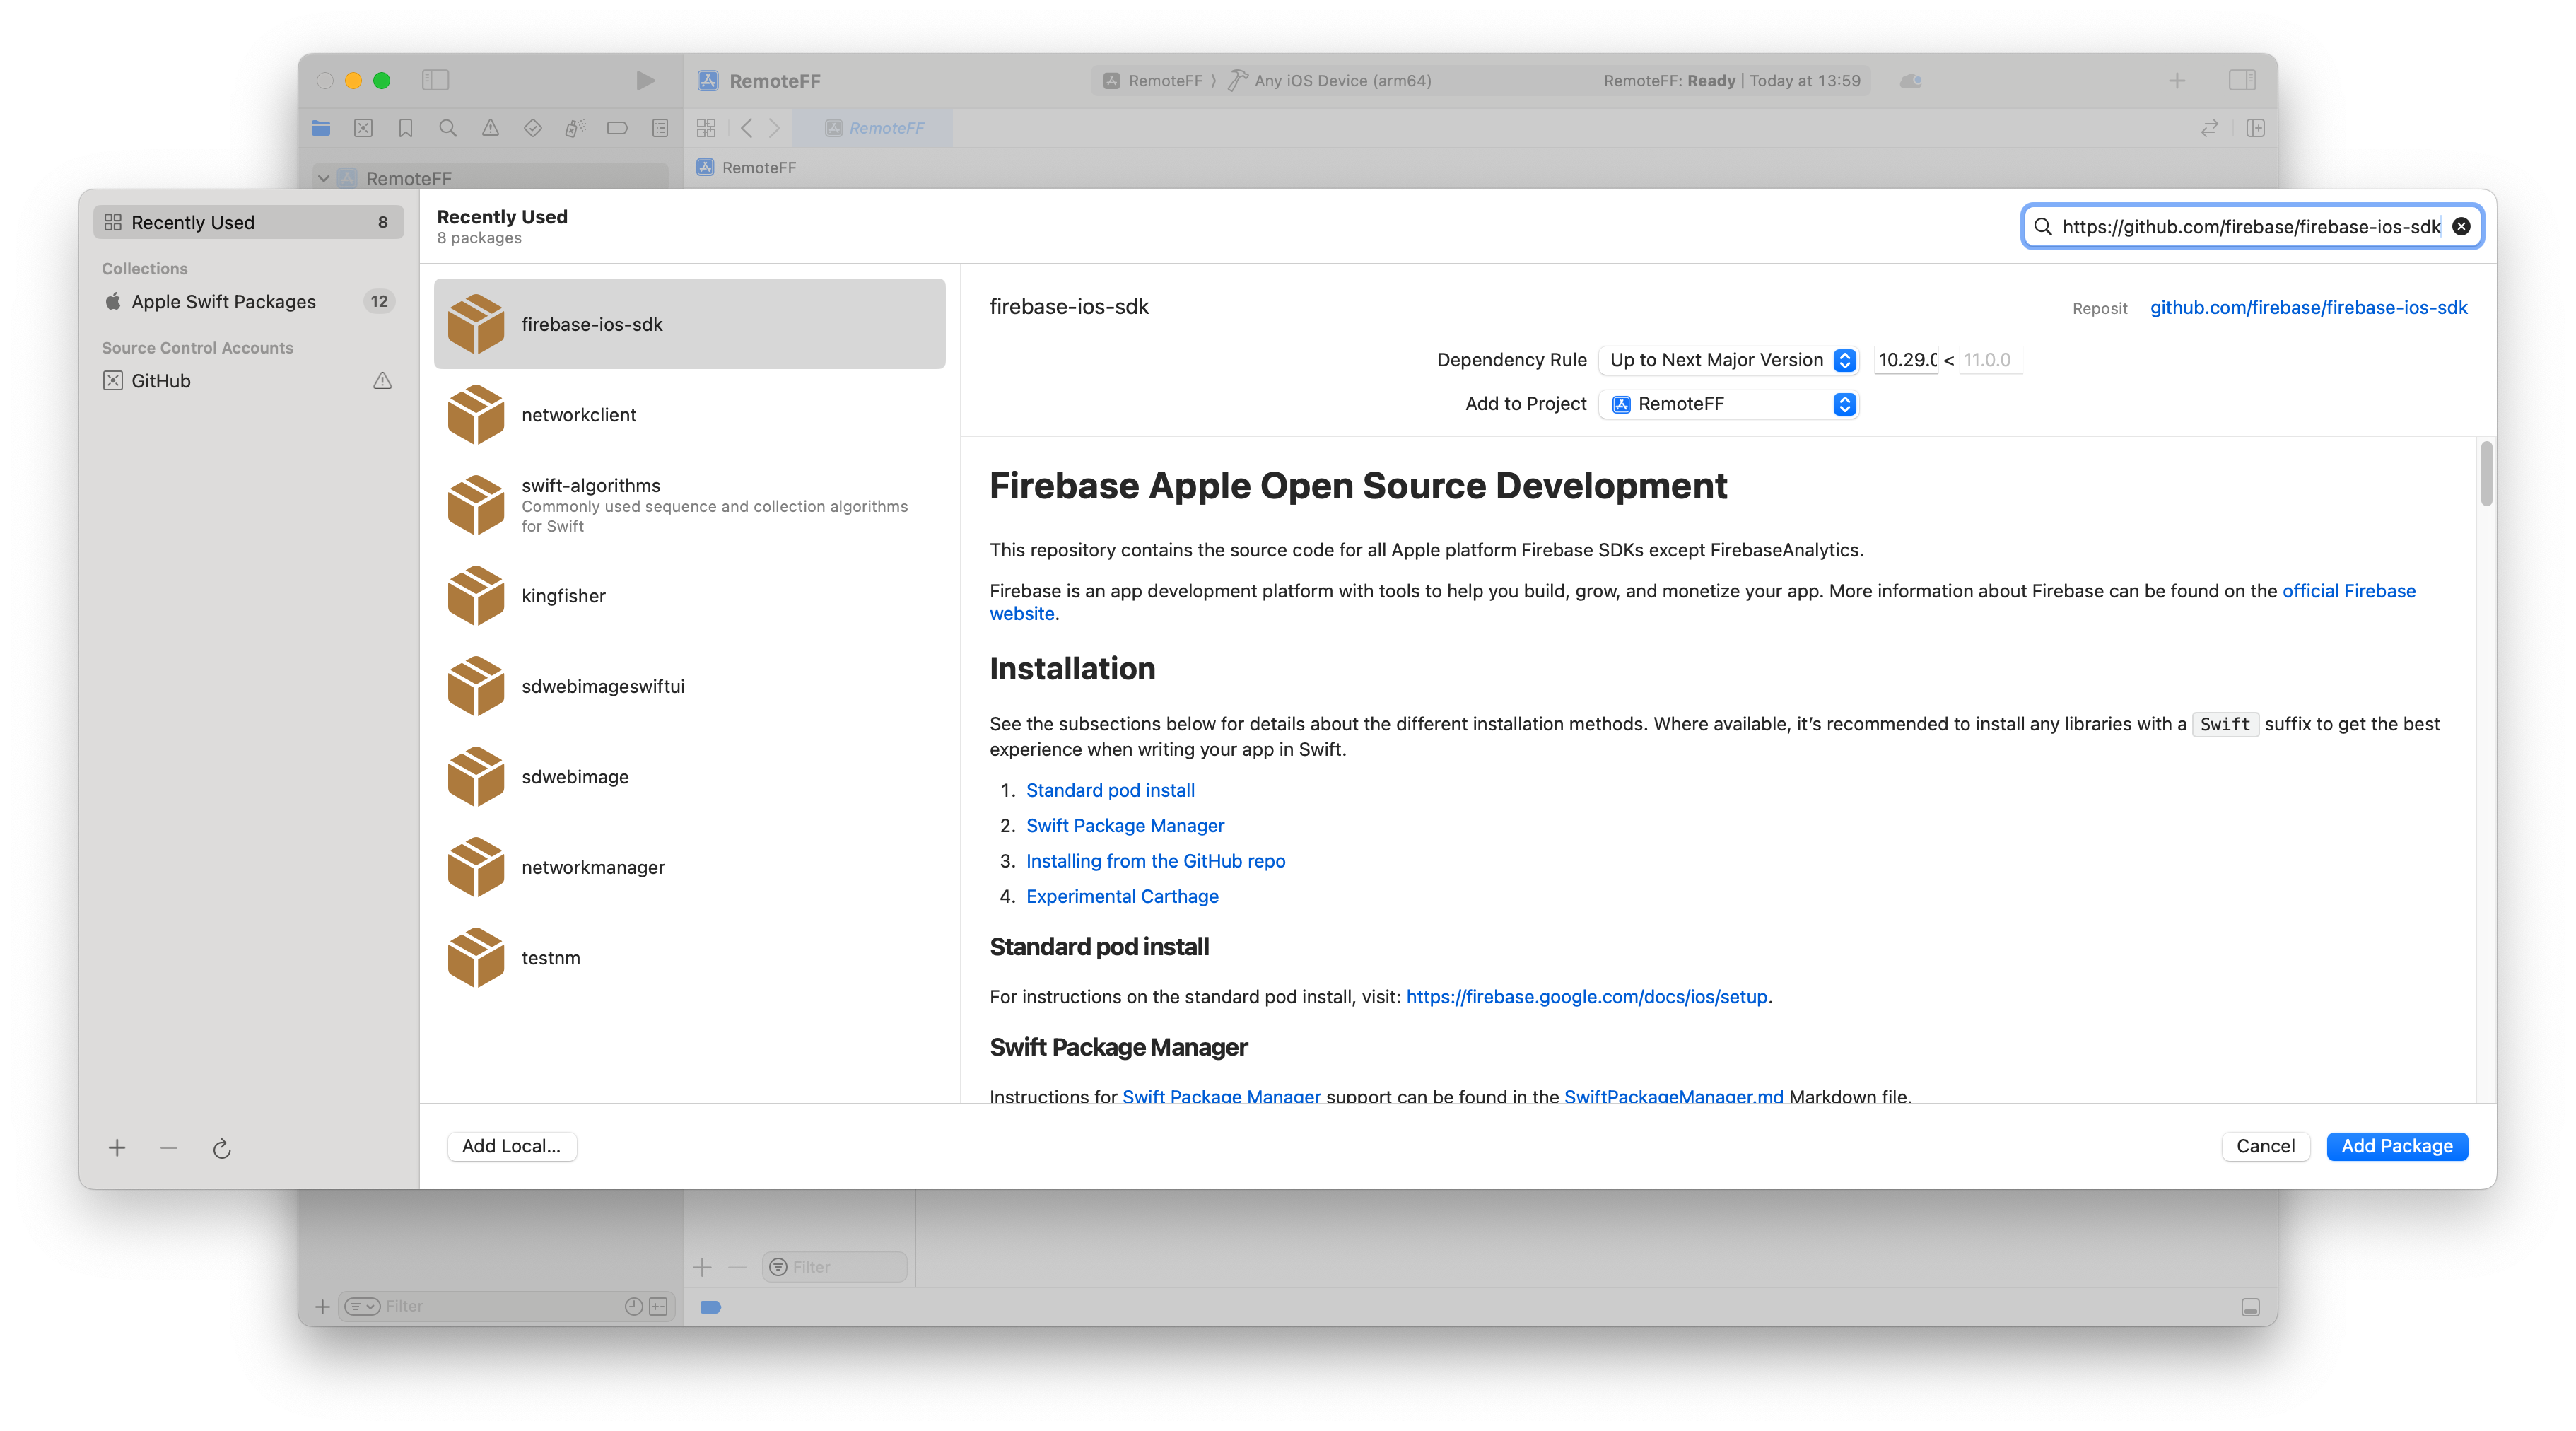 RemoteFF
RemoteFF
Any iOS Device (arm64)
RemoteFF: Ready | Today at 13:59
RemoteFF
RemoteFF
RemoteFF
Recently Used
8
Collections
Apple Swift Packages
12
Source Control Accounts
GitHub
Recently Used
8 packages
https://github.com/firebase/firebase-ios-sdk
firebase-ios-sdk
networkclient
swift-algorithms
Commonly used sequence and collection algorithms
for Swift
kingfisher
sdwebimageswiftui
sdwebimage
networkmanager
testnm
firebase-ios-sdk
Reposit
github.com/firebase/firebase-ios-sdk
Dependency Rule
Up to Next Major Version
10.29.0 < 11.0.0
Add to Project
RemoteFF
Firebase Apple Open Source Development
This repository contains the source code for all Apple platform Firebase SDKs except FirebaseAnalytics.
Firebase is an app development platform with tools to help you build, grow, and monetize your app. More information about Firebase can be found on the official Firebase
website.
Installation
See the subsections below for details about the different installation methods. Where available, it’s recommended to install any libraries with a Swift suffix to get the best
experience when writing your app in Swift.
1. Standard pod install
2. Swift Package Manager
3. Installing from the GitHub repo
4. Experimental Carthage
Standard pod install
For instructions on the standard pod install, visit: https://firebase.google.com/docs/ios/setup.
Swift Package Manager
Instructions for Swift Package Manager support can be found in the SwiftPackageManager.md Markdown file.
Add Local...
Cancel
Add Package
Filter
Filter